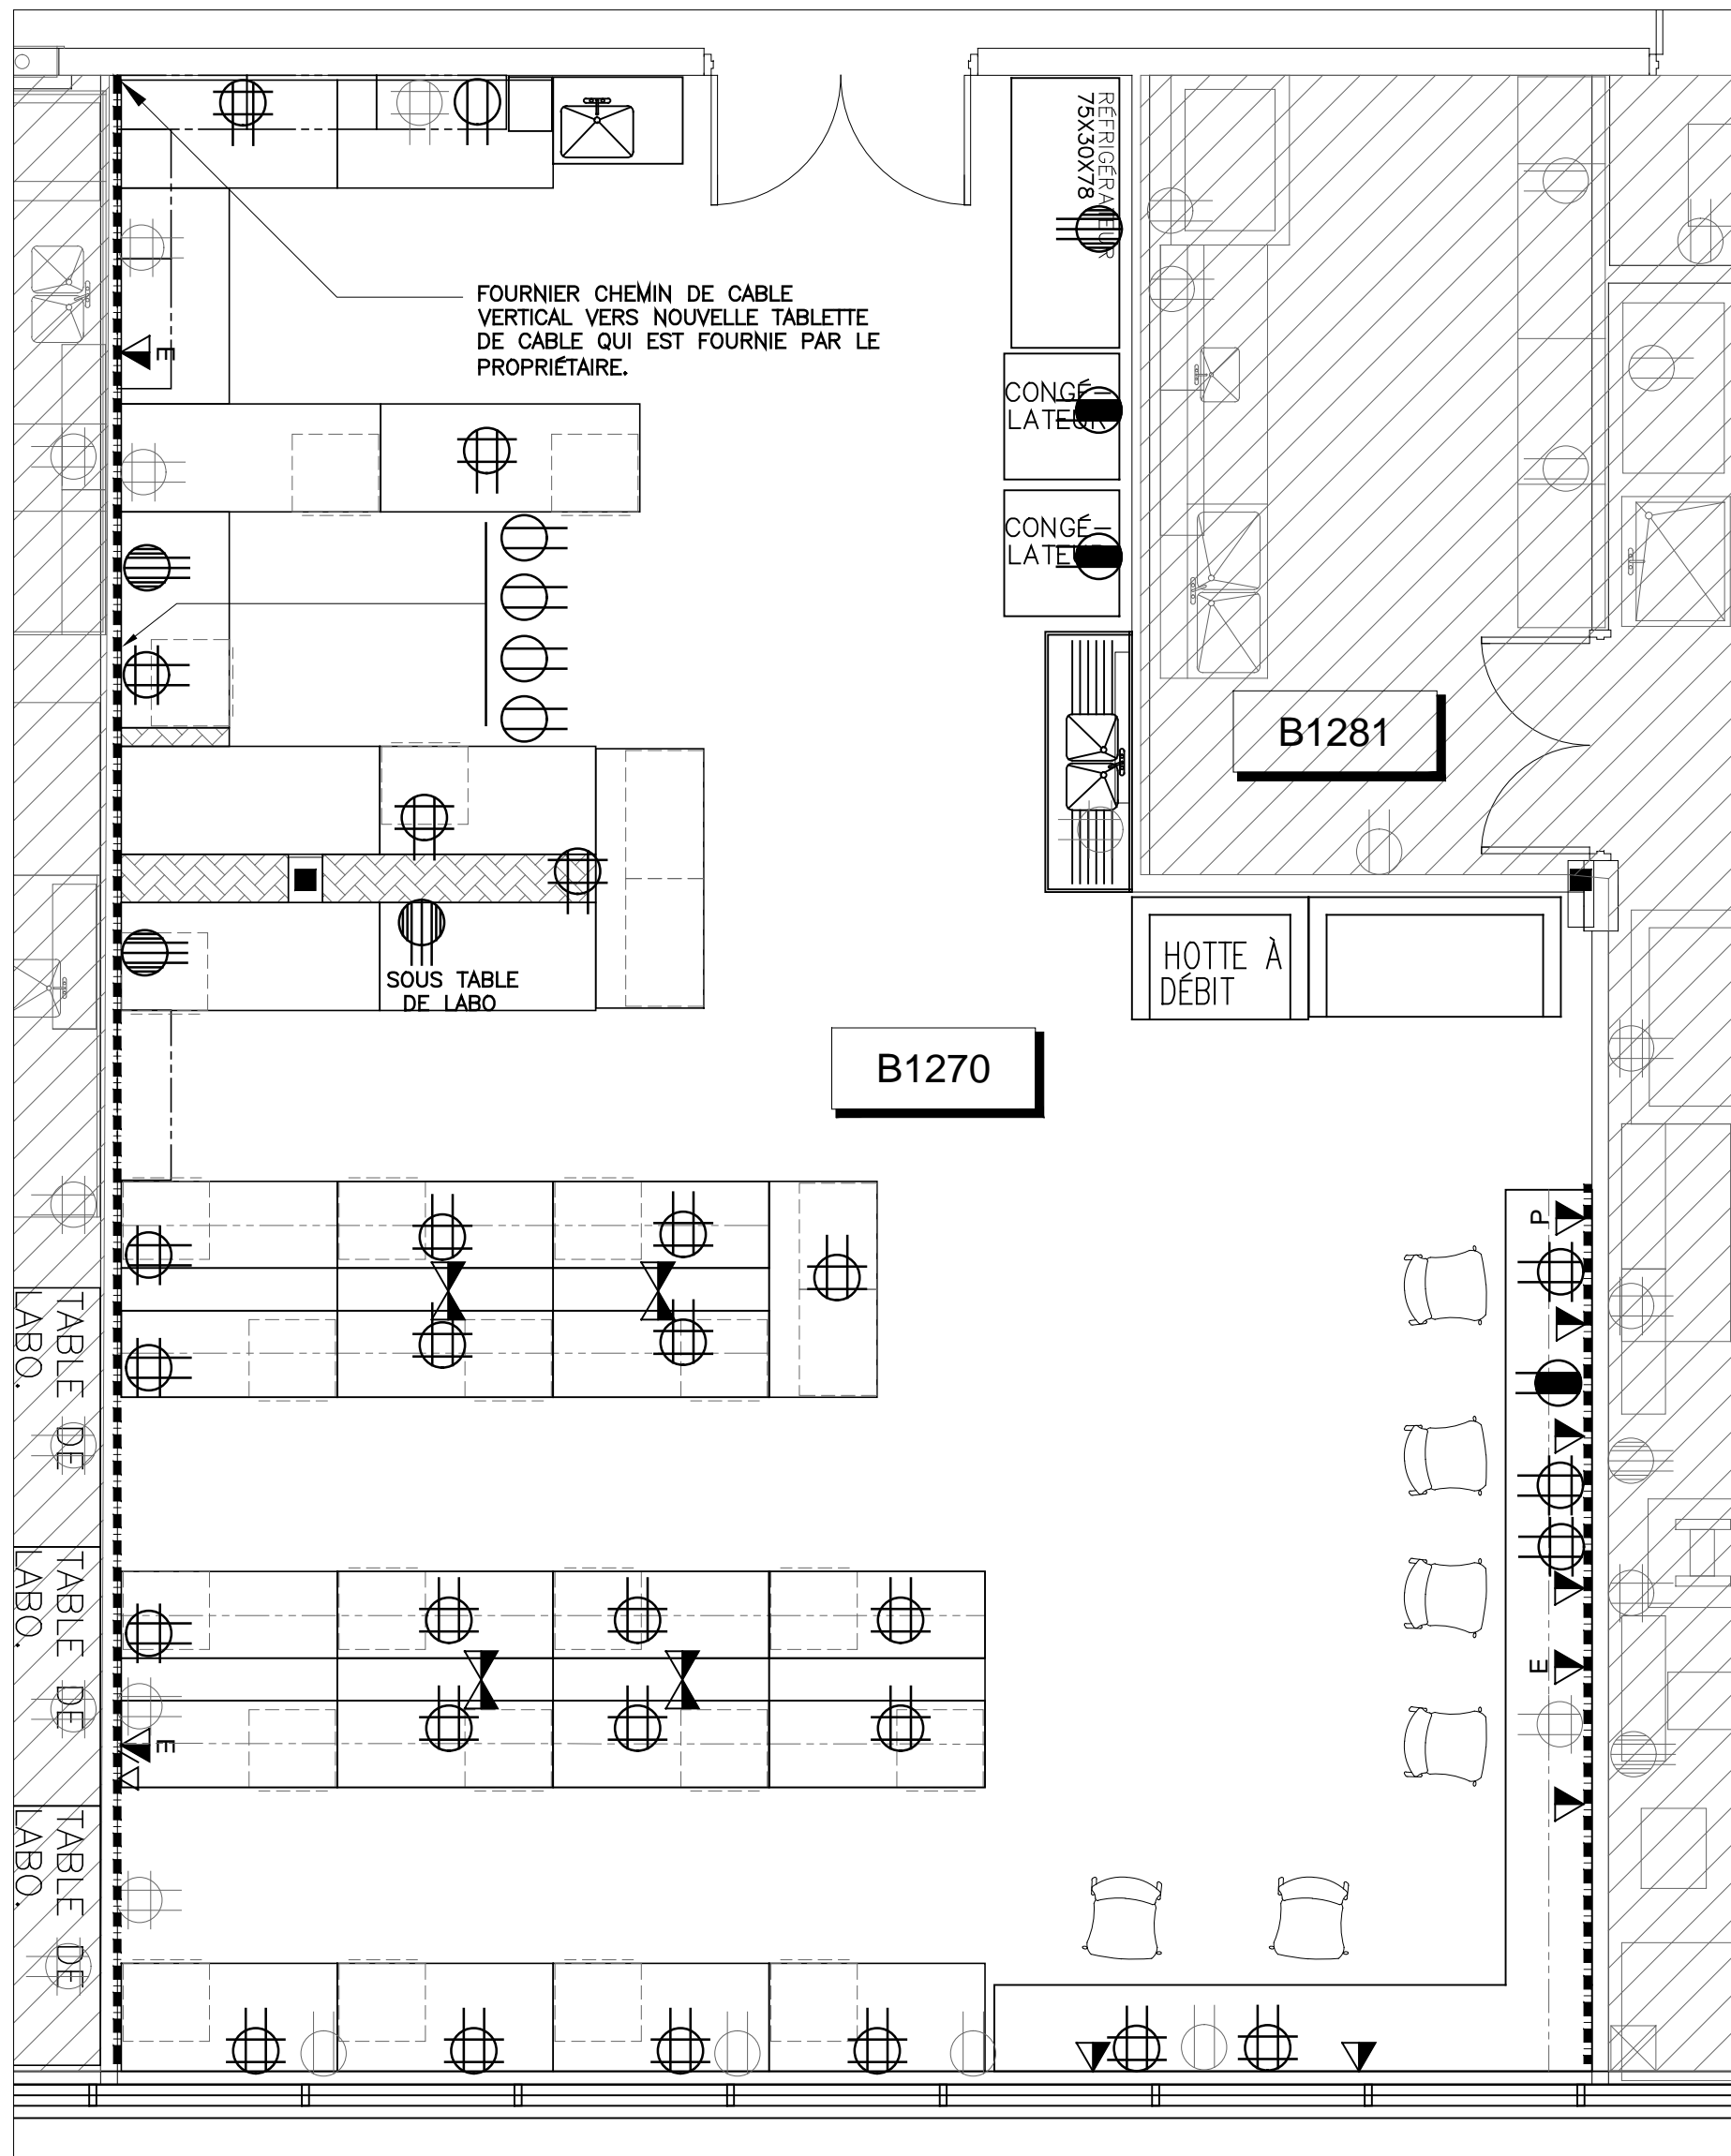 RÉFRIGÉRATEUR
75X30X78
FOURNIER CHEMIN DE CABLE
VERTICAL VERS NOUVELLE TABLETTE
DE CABLE QUI EST FOURNIE PAR LE
PROPRIÉTAIRE.
E
CONGÉ-
LATEUR
CONGÉ-
LATEUR
B1281
SOUS TABLE
DE LABO
HOTTE À
DÉBIT
B1270
P
TABLE DE
LABO.
TABLE DE
LABO.
E
E
TABLE DE
LABO.